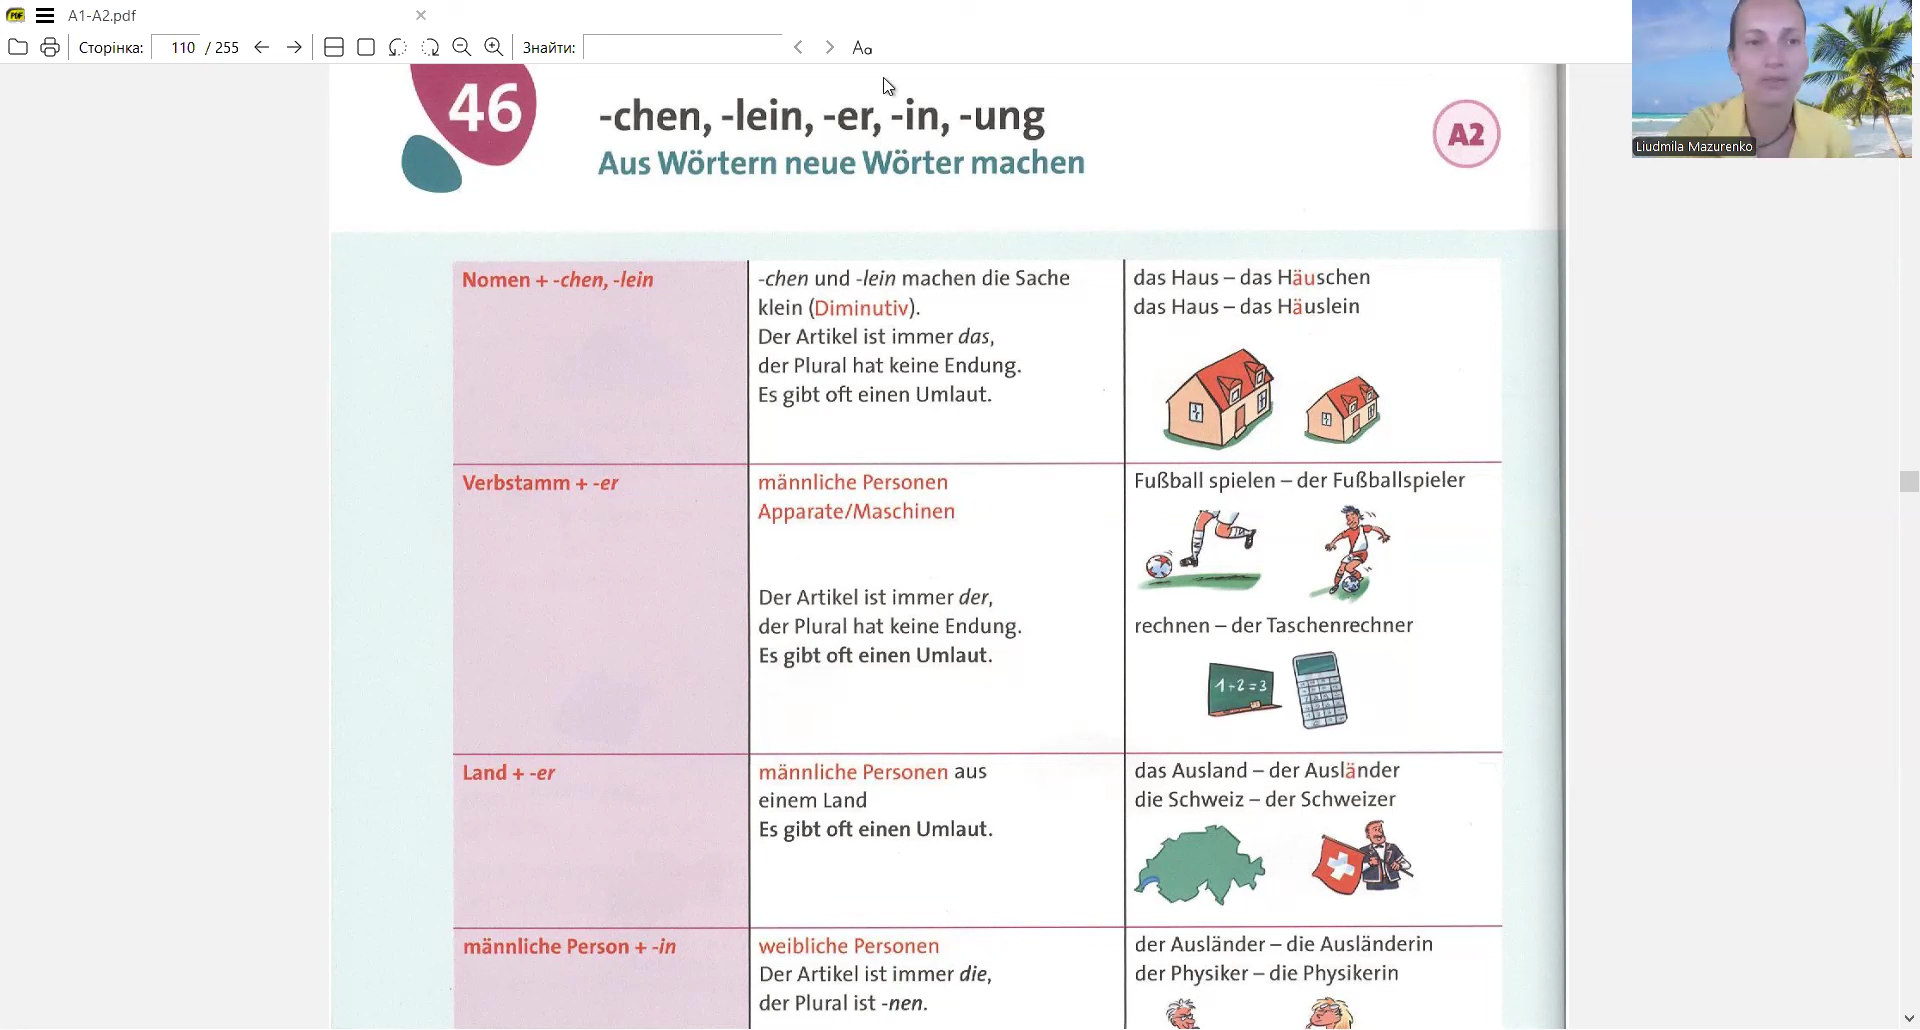 A1-A2.pdf
Сторінка: 110 / 255 Знайти: Aa
Liudmila Mazurenko
46
-chen, -lein, -er, -in, -ung
Aus Wörtern neue Wörter machen
A2
Nomen + -chen, -lein
-chen und -lein machen die Sache
klein (Diminutiv).
Der Artikel ist immer das,
der Plural hat keine Endung.
Es gibt oft einen Umlaut.
das Haus – das Häuschen
das Haus – das Häuslein
Verbstamm + -er
männliche Personen
Apparate/Maschinen
Der Artikel ist immer der,
der Plural hat keine Endung.
Es gibt oft einen Umlaut.
Fußball spielen – der Fußballspieler
rechnen – der Taschenrechner
1+2=3
Land + -er
männliche Personen aus
einem Land
Es gibt oft einen Umlaut.
das Ausland – der Ausländer
die Schweiz – der Schweizer
männliche Person + -in
weibliche Personen
Der Artikel ist immer die,
der Plural ist -nen.
der Ausländer – die Ausländerin
der Physiker – die Physikerin